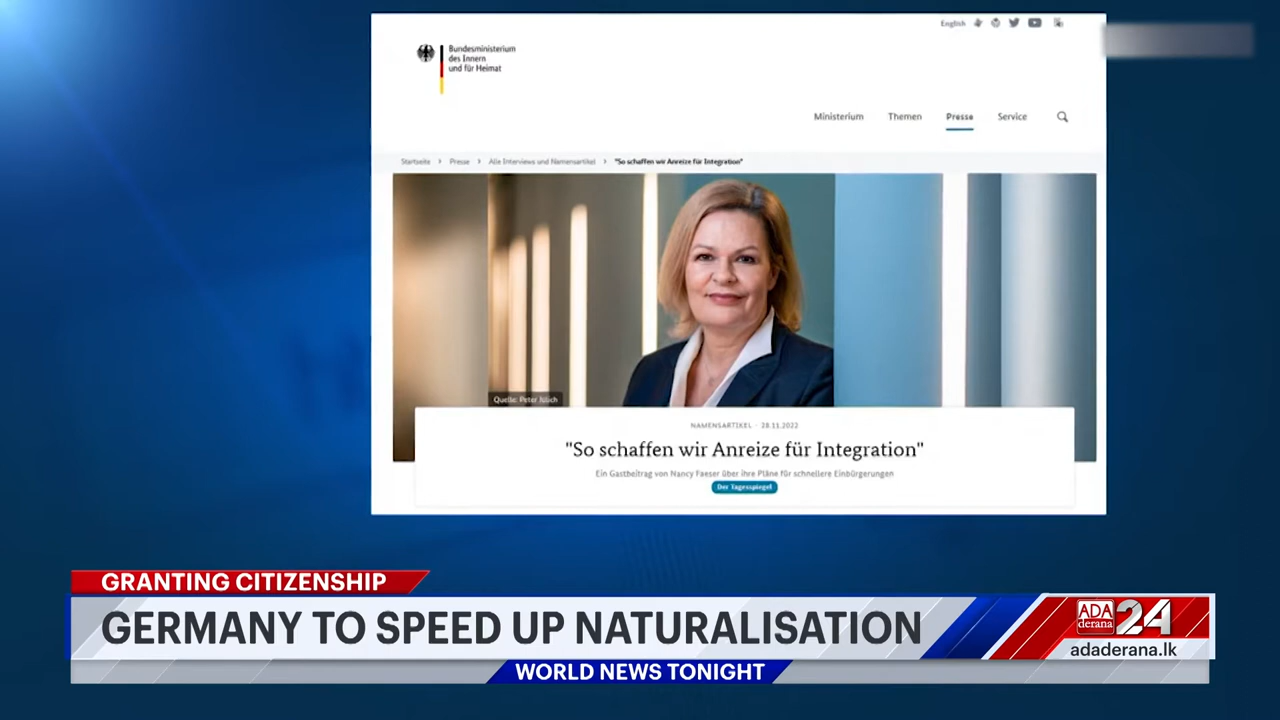 English
Bundesministerium
des Innern
und für Heimat
Ministerium Themen Presse Service
Startseite > Presse > Alle Interviews und Namensartikel > "So schaffen wir Anreize für Integration"
Quelle: Peter Jülich
NAMENSARTIKEL · 28.11.2022
"So schaffen wir Anreize für Integration"
Ein Gastbeitrag von Nancy Faeser über ihre Pläne für schnellere Einbürgerungen
Der Tagesspiegel
GRANTING CITIZENSHIP
GERMANY TO SPEED UP NATURALISATION
ADA
derana 24
adaderana.lk
WORLD NEWS TONIGHT